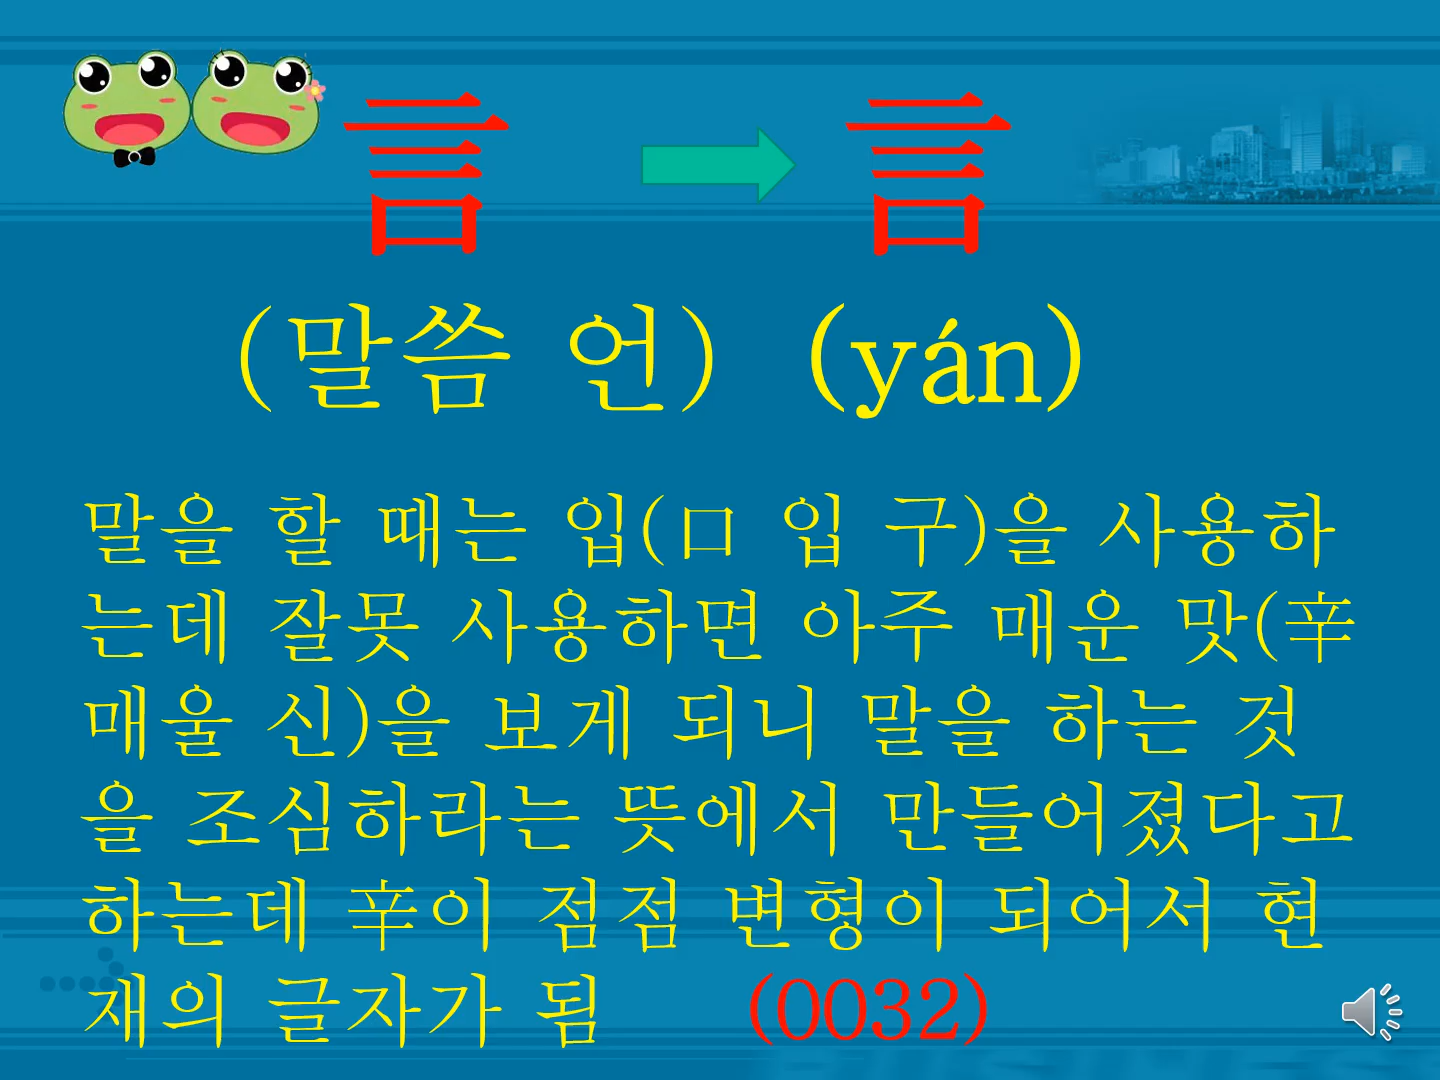 言 言
(말씀 언) (yán)
말을 할 때는 입(口 입 구)을 사용하
는데 잘못 사용하면 아주 매운 맛(辛
매울 신)을 보게 되니 말을 하는 것
을 조심하라는 뜻에서 만들어졌다고
하는데 辛이 점점 변형이 되어서 현
재의 글자가 됨 (0032)